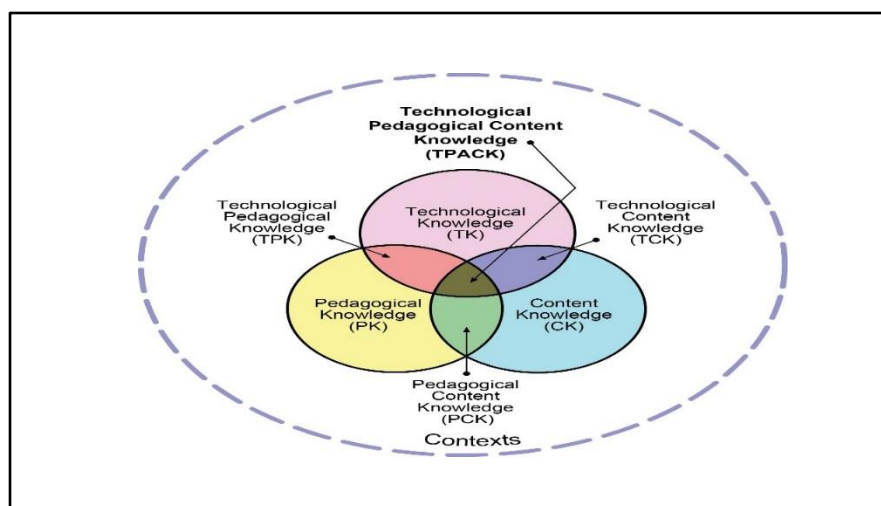 Technological
Pedagogical Content
Knowledge
(TPACK)
Technological
Pedagogical
Knowledge
(TPK)
Technological
Knowledge
(TK)
Technological
Content
Knowledge
(TCK)
Pedagogical
Knowledge
(PK)
Content
Knowledge
(CK)
Pedagogical
Content
Knowledge
(PCK)
Contexts